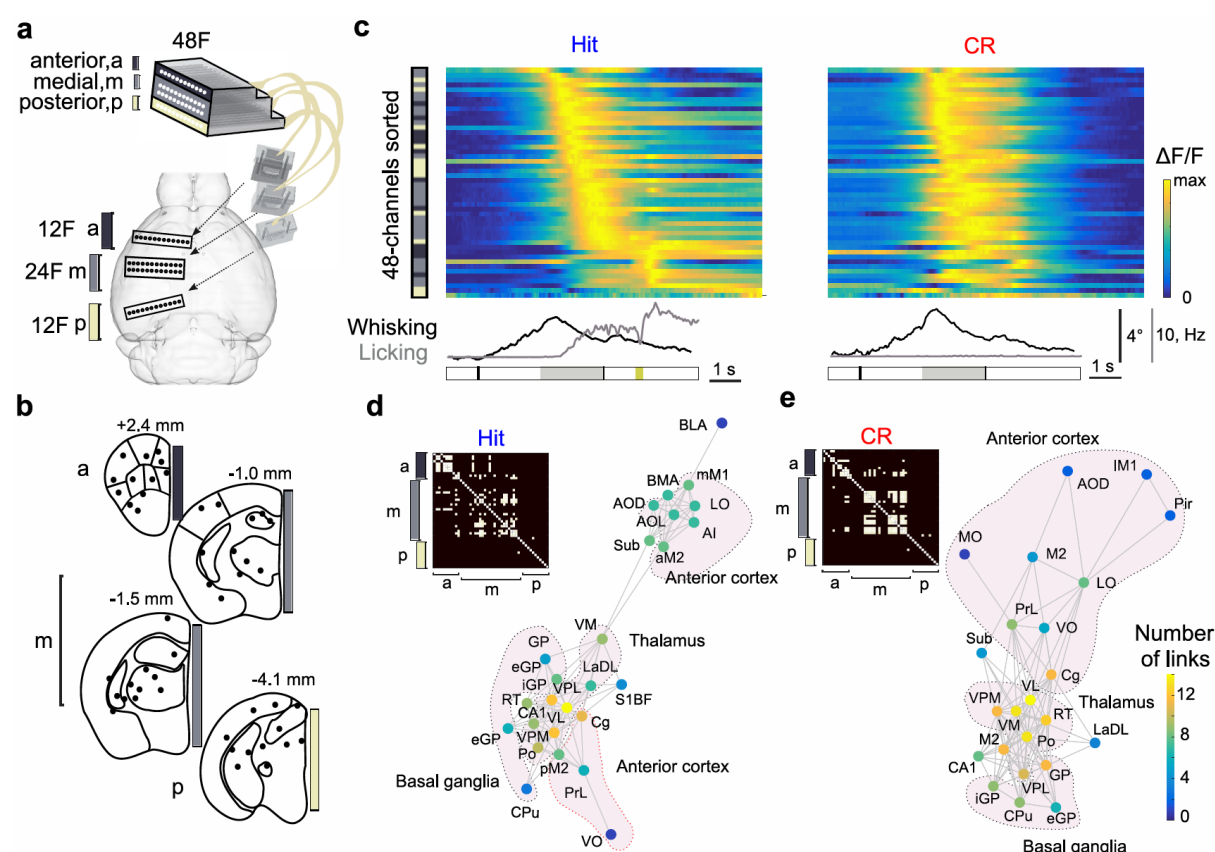 a
48F
anterior,a
medial,m
posterior,p
12F a
24F m
12F p
b
+2.4 mm
a
-1.0 mm
m
-1.5 mm
-4.1 mm
p
c
Hit
CR
48-channels sorted
ΔF/F
max
0
Whisking
Licking
1 s
1 s
4°
10, Hz
d
Hit
a
m
p
a
m
p
BLA
BMA
mM1
AOD
LO
AOL
AI
Sub
aM2
Anterior cortex
VM
Thalamus
GP
eGP
LaDL
iGP
VPL
S1BF
RT
CA1
VL
Cg
eGP
VPM
Po
pM2
Anterior cortex
Basal ganglia
PrL
CPu
VO
e
CR
a
m
p
a
m
p
Anterior cortex
IM1
AOD
Pir
MO
M2
LO
PrL
VO
Sub
Cg
VL
VPM
Thalamus
VM
RT
LaDL
M2
Po
CA1
GP
VPL
iGP
CPu
eGP
Basal ganglia
Number
of links
12
8
4
0